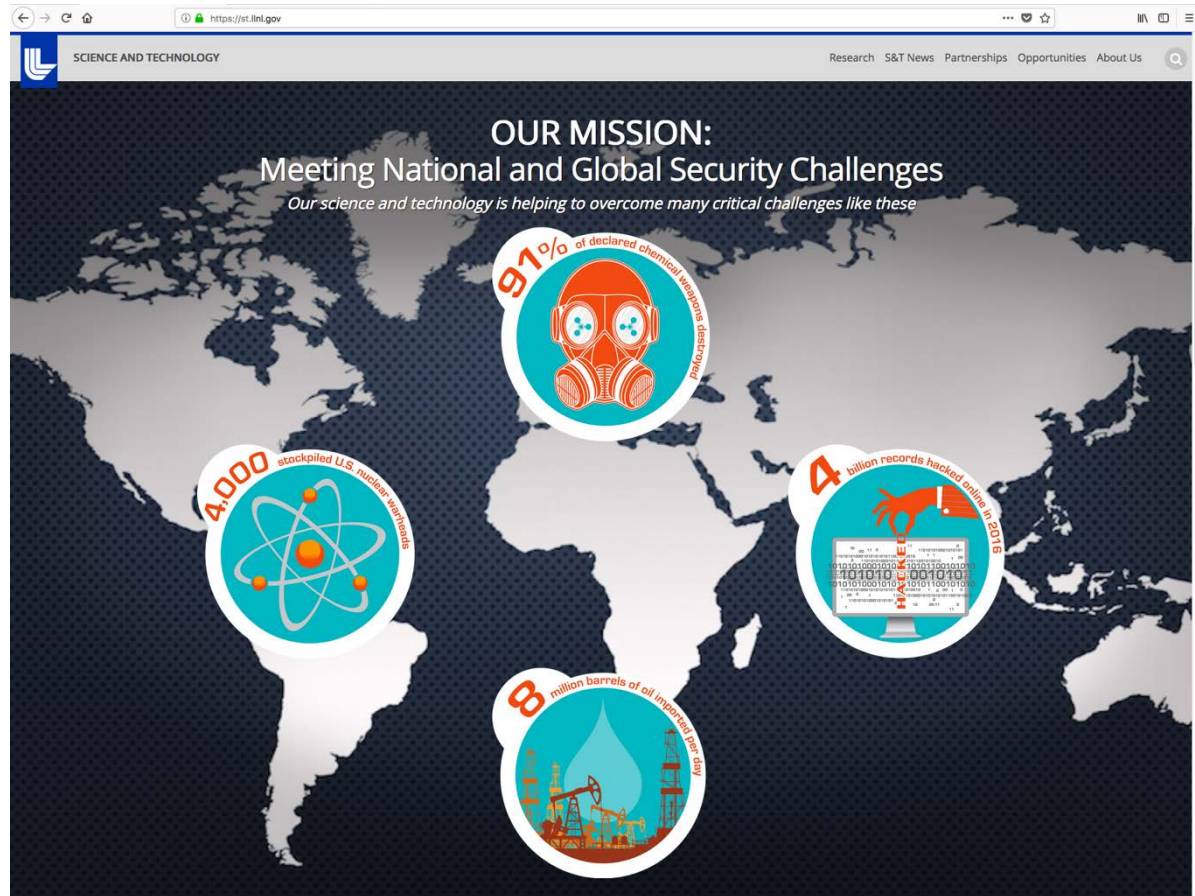 https://st.llnl.gov
SCIENCE AND TECHNOLOGY
Research S&T News Partnerships Opportunities About Us
OUR MISSION:
Meeting National and Global Security Challenges
Our science and technology is helping to overcome many critical challenges like these
91% of declared chemical weapons destroyed
4,000 stockpiled U.S. nuclear warheads
4 billion records hacked online in 2016
HACKED
8 million barrels of oil imported per day